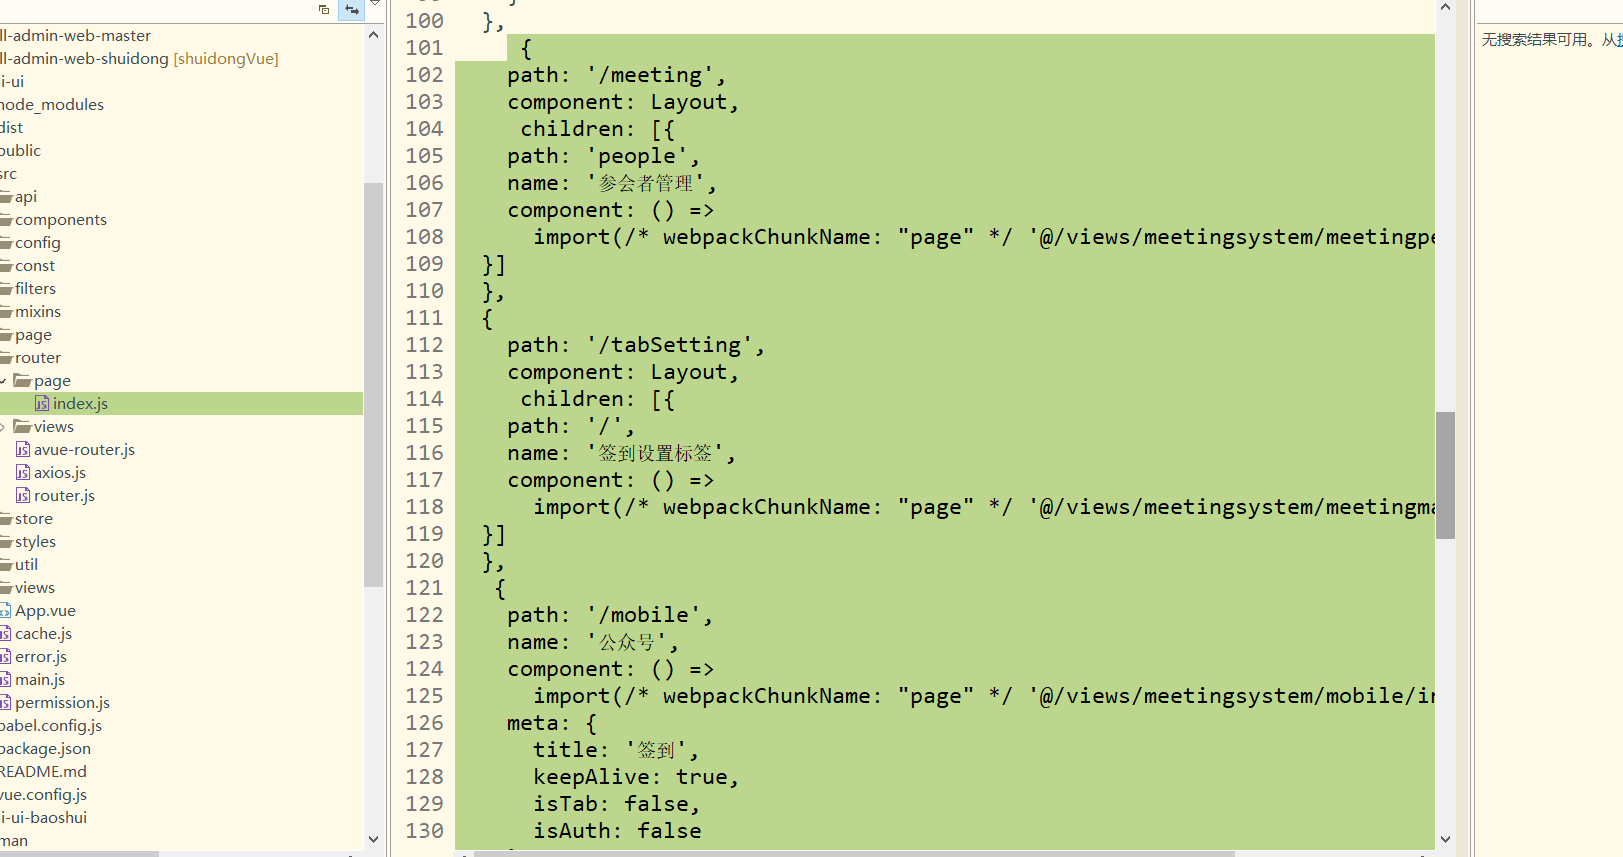 ll-admin-web-master
ll-admin-web-shuidong [shuidongVue]
i-ui
node_modules
dist
public
src
api
components
config
const
filters
mixins
page
router
page
index.js
views
avue-router.js
axios.js
router.js
store
styles
util
views
App.vue
cache.js
error.js
main.js
permission.js
babel.config.js
package.json
README.md
vue.config.js
i-ui-baoshui
man
100 },
101 {
102 path: '/meeting',
103 component: Layout,
104 children: [{
105 path: 'people',
106 name: '参会者管理',
107 component: () =>
108 import(/* webpackChunkName: "page" */ '@/views/meetingsystem/meetingpe
109 }]
110 },
111 {
112 path: '/tabSetting',
113 component: Layout,
114 children: [{
115 path: '/',
116 name: '签到设置标签',
117 component: () =>
118 import(/* webpackChunkName: "page" */ '@/views/meetingsystem/meetingma
119 }]
120 },
121 {
122 path: '/mobile',
123 name: '公众号',
124 component: () =>
125 import(/* webpackChunkName: "page" */ '@/views/meetingsystem/mobile/in
126 meta: {
127 title: '签到',
128 keepAlive: true,
129 isTab: false,
130 isAuth: false
无搜索结果可用。从